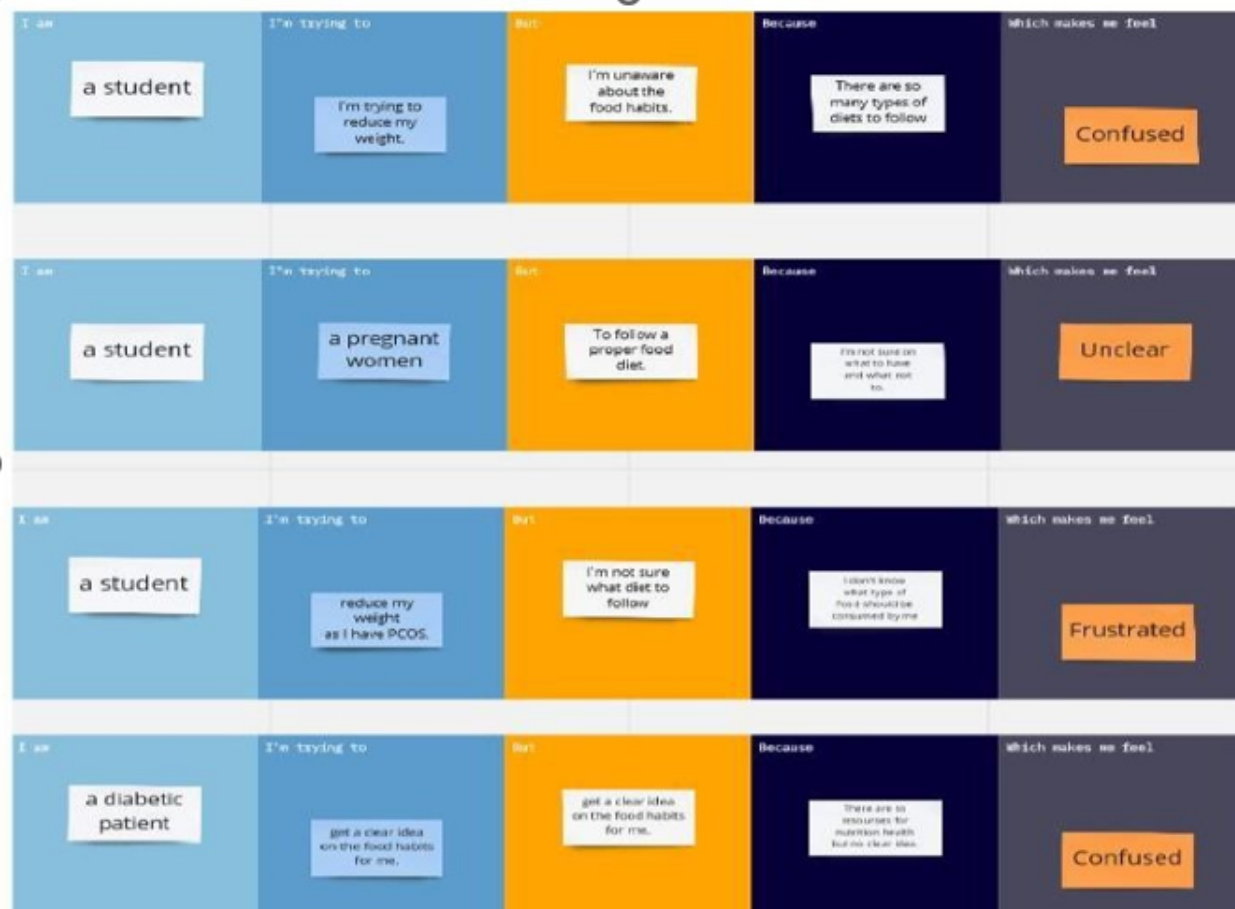 I am
I'm trying to
But
Because
Which makes me feel
a student
I'm trying to
reduce my
weight.
I'm unaware
about the
food habits.
There are so
many types of
diets to follow
Confused
I am
I'm trying to
But
Because
Which makes me feel
a student
a pregnant
women
To follow a
proper food
diet.
I'm not sure on
what to have
and what not
to.
Unclear
I am
I'm trying to
But
Because
Which makes me feel
a student
reduce my
weight
as I have PCOS.
I'm not sure
what diet to
follow
I don't know
what type of
food should be
consumed by me
Frustrated
I am
I'm trying to
But
Because
Which makes me feel
a diabetic
patient
get a clear idea
on the food habits
for me.
get a clear idea
on the food habits
for me.
There are so
resourses for
nutrition health
but no clear idea.
Confused